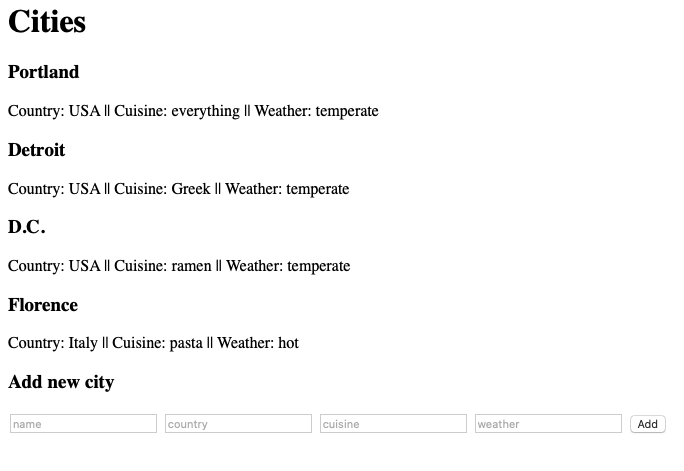 Cities
Portland
Country: USA || Cuisine: everything || Weather: temperate
Detroit
Country: USA || Cuisine: Greek || Weather: temperate
D.C.
Country: USA || Cuisine: ramen || Weather: temperate
Florence
Country: Italy || Cuisine: pasta || Weather: hot
Add new city
name country cuisine weather Add